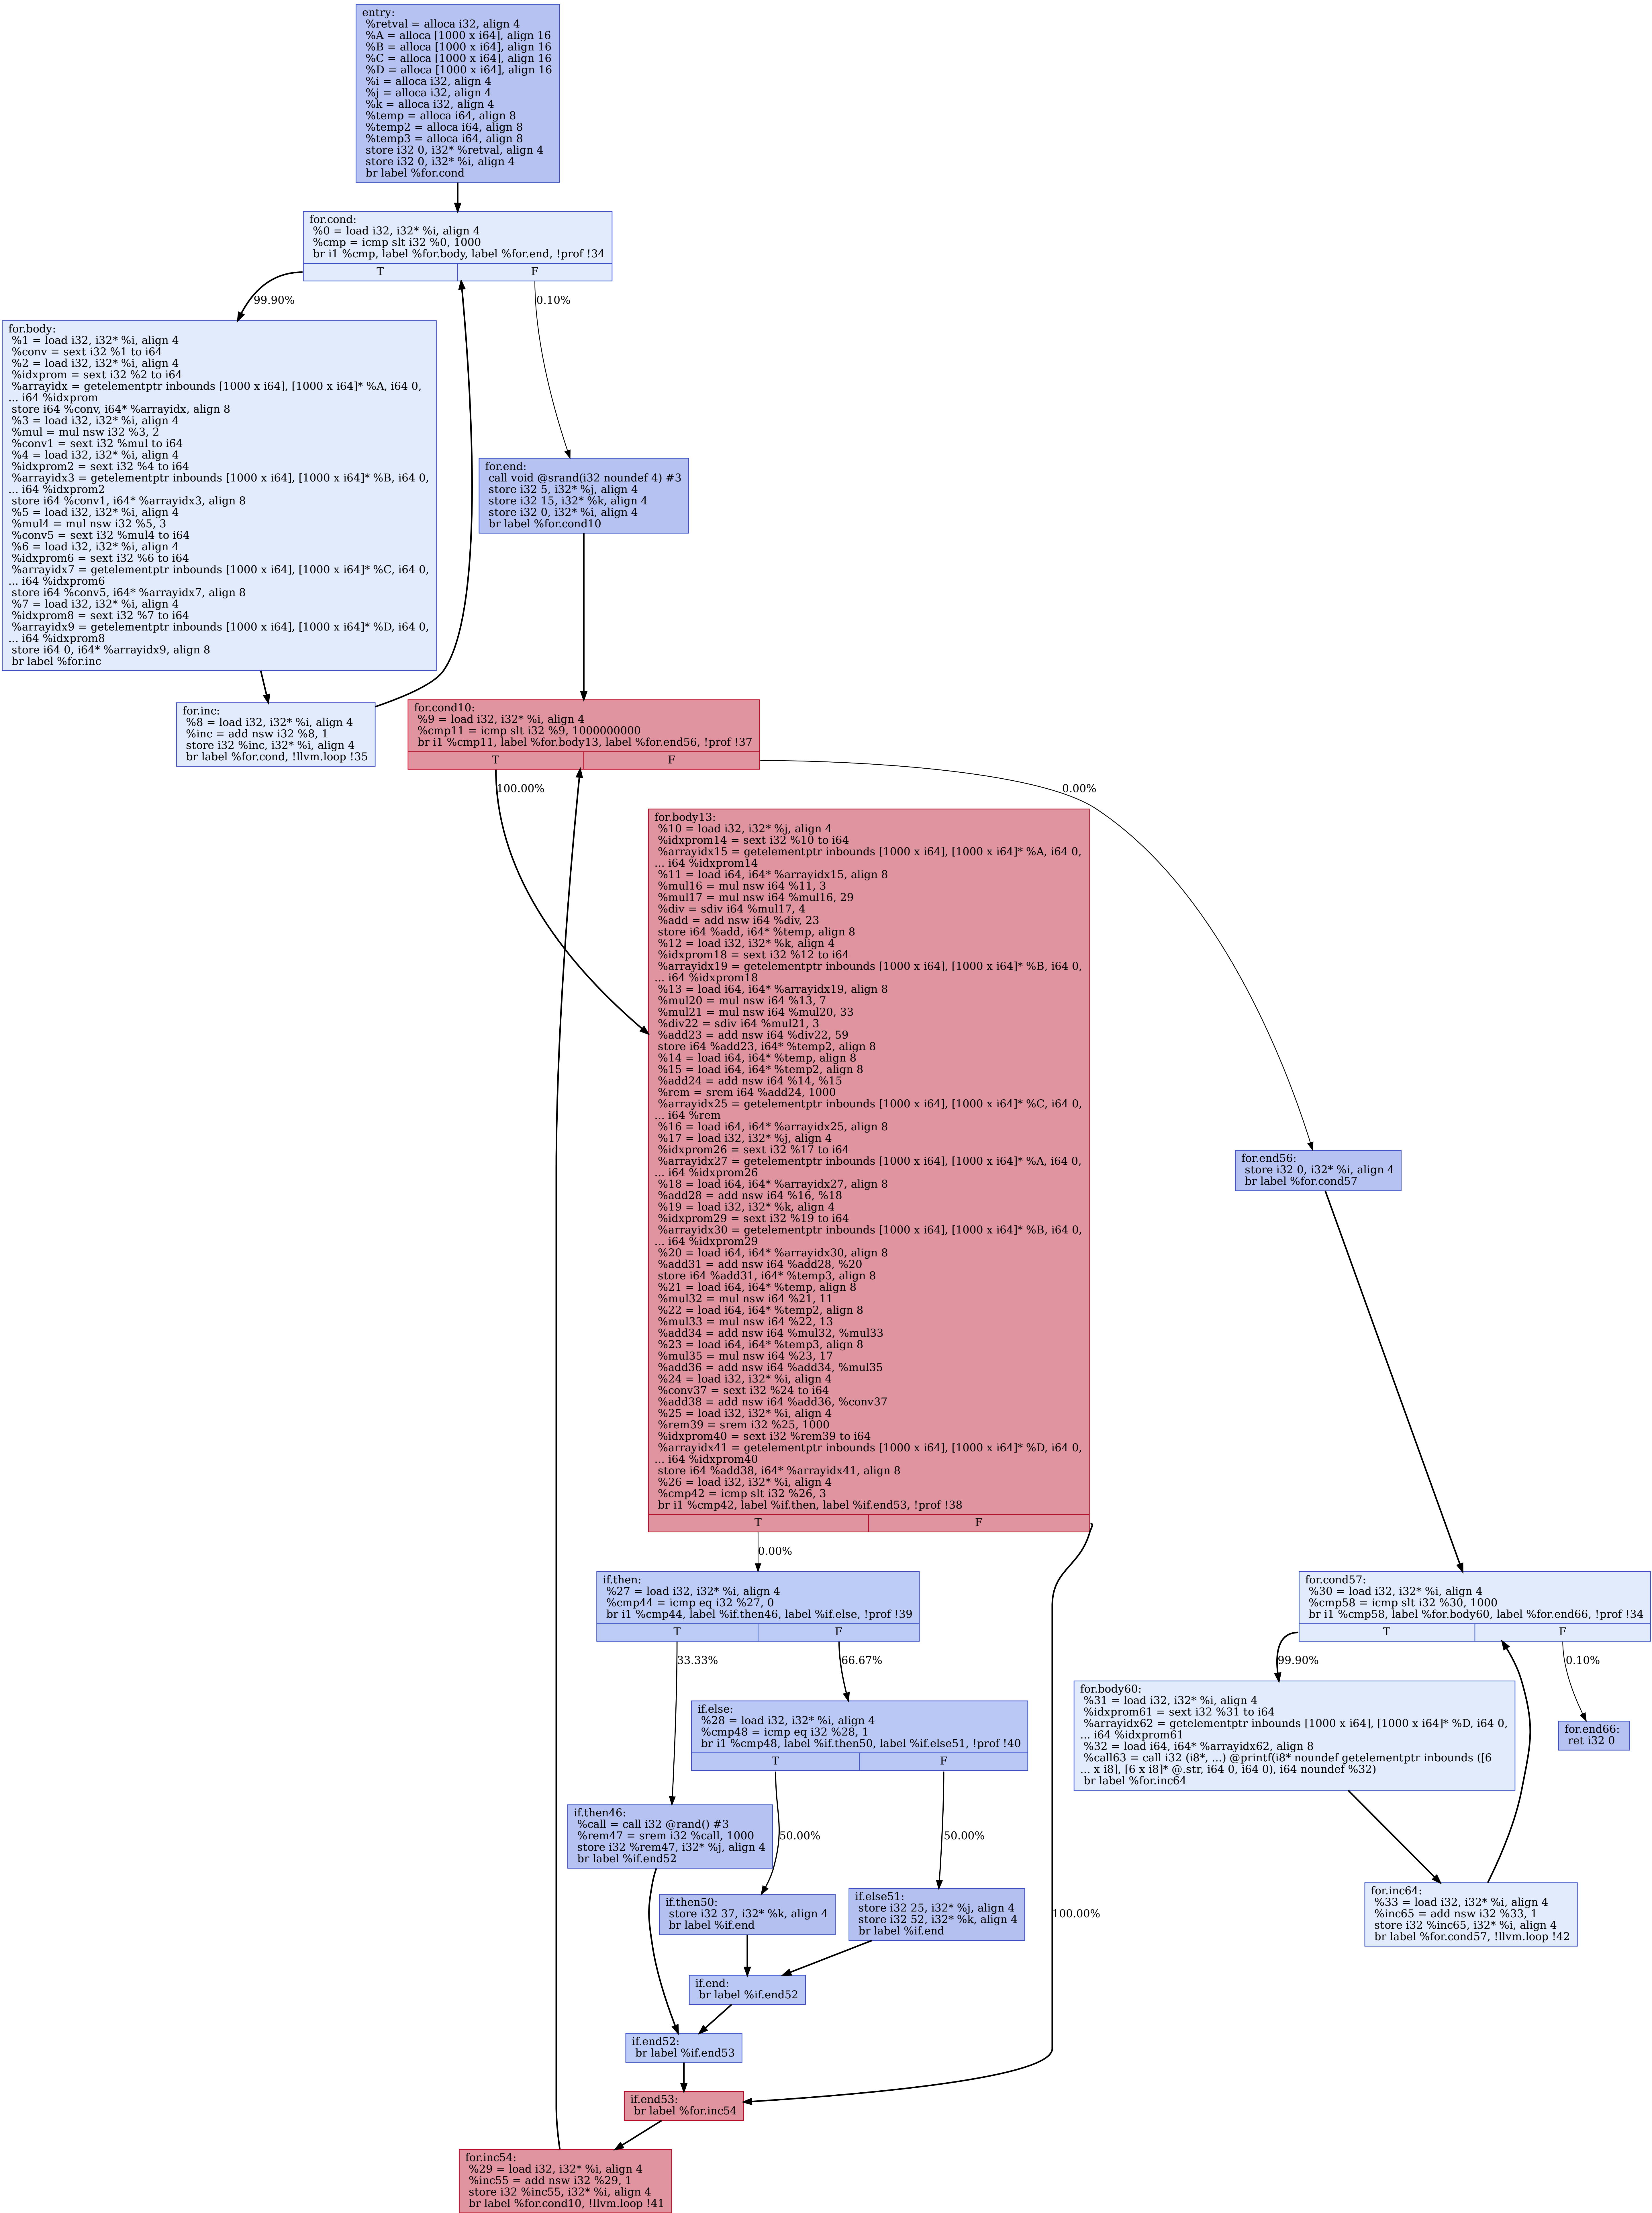 entry:
%retval = alloca i32, align 4
%A = alloca [1000 x i64], align 16
%B = alloca [1000 x i64], align 16
%C = alloca [1000 x i64], align 16
%D = alloca [1000 x i64], align 16
%i = alloca i32, align 4
%j = alloca i32, align 4
%k = alloca i32, align 4
%temp = alloca i64, align 8
%temp2 = alloca i64, align 8
%temp3 = alloca i64, align 8
store i32 0, i32* %retval, align 4
store i32 0, i32* %i, align 4
br label %for.cond
for.cond:
%0 = load i32, i32* %i, align 4
%cmp = icmp slt i32 %0, 1000
br i1 %cmp, label %for.body, label %for.end, !prof !34
T F
99.90%
0.10%
for.body:
%1 = load i32, i32* %i, align 4
%conv = sext i32 %1 to i64
%2 = load i32, i32* %i, align 4
%idxprom = sext i32 %2 to i64
%arrayidx = getelementptr inbounds [1000 x i64], [1000 x i64]* %A, i64 0,
... i64 %idxprom
store i64 %conv, i64* %arrayidx, align 8
%3 = load i32, i32* %i, align 4
%mul = mul nsw i32 %3, 2
%conv1 = sext i32 %mul to i64
%4 = load i32, i32* %i, align 4
%idxprom2 = sext i32 %4 to i64
%arrayidx3 = getelementptr inbounds [1000 x i64], [1000 x i64]* %B, i64 0,
... i64 %idxprom2
store i64 %conv1, i64* %arrayidx3, align 8
%5 = load i32, i32* %i, align 4
%mul4 = mul nsw i32 %5, 3
%conv5 = sext i32 %mul4 to i64
%6 = load i32, i32* %i, align 4
%idxprom6 = sext i32 %6 to i64
%arrayidx7 = getelementptr inbounds [1000 x i64], [1000 x i64]* %C, i64 0,
... i64 %idxprom6
store i64 %conv5, i64* %arrayidx7, align 8
%7 = load i32, i32* %i, align 4
%idxprom8 = sext i32 %7 to i64
%arrayidx9 = getelementptr inbounds [1000 x i64], [1000 x i64]* %D, i64 0,
... i64 %idxprom8
store i64 0, i64* %arrayidx9, align 8
br label %for.inc
for.end:
call void @srand(i32 noundef 4) #3
store i32 5, i32* %j, align 4
store i32 15, i32* %k, align 4
store i32 0, i32* %i, align 4
br label %for.cond10
for.inc:
%8 = load i32, i32* %i, align 4
%inc = add nsw i32 %8, 1
store i32 %inc, i32* %i, align 4
br label %for.cond, !llvm.loop !35
for.cond10:
%9 = load i32, i32* %i, align 4
%cmp11 = icmp slt i32 %9, 1000000000
br i1 %cmp11, label %for.body13, label %for.end56, !prof !37
T F
100.00%
0.00%
for.body13:
%10 = load i32, i32* %j, align 4
%idxprom14 = sext i32 %10 to i64
%arrayidx15 = getelementptr inbounds [1000 x i64], [1000 x i64]* %A, i64 0,
... i64 %idxprom14
%11 = load i64, i64* %arrayidx15, align 8
%mul16 = mul nsw i64 %11, 3
%mul17 = mul nsw i64 %mul16, 29
%div = sdiv i64 %mul17, 4
%add = add nsw i64 %div, 23
store i64 %add, i64* %temp, align 8
%12 = load i32, i32* %k, align 4
%idxprom18 = sext i32 %12 to i64
%arrayidx19 = getelementptr inbounds [1000 x i64], [1000 x i64]* %B, i64 0,
... i64 %idxprom18
%13 = load i64, i64* %arrayidx19, align 8
%mul20 = mul nsw i64 %13, 7
%mul21 = mul nsw i64 %mul20, 33
%div22 = sdiv i64 %mul21, 3
%add23 = add nsw i64 %div22, 59
store i64 %add23, i64* %temp2, align 8
%14 = load i64, i64* %temp, align 8
%15 = load i64, i64* %temp2, align 8
%add24 = add nsw i64 %14, %15
%rem = srem i64 %add24, 1000
%arrayidx25 = getelementptr inbounds [1000 x i64], [1000 x i64]* %C, i64 0,
... i64 %rem
%16 = load i64, i64* %arrayidx25, align 8
%17 = load i32, i32* %j, align 4
%idxprom26 = sext i32 %17 to i64
%arrayidx27 = getelementptr inbounds [1000 x i64], [1000 x i64]* %A, i64 0,
... i64 %idxprom26
%18 = load i64, i64* %arrayidx27, align 8
%add28 = add nsw i64 %16, %18
%19 = load i32, i32* %k, align 4
%idxprom29 = sext i32 %19 to i64
%arrayidx30 = getelementptr inbounds [1000 x i64], [1000 x i64]* %B, i64 0,
... i64 %idxprom29
%20 = load i64, i64* %arrayidx30, align 8
%add31 = add nsw i64 %add28, %20
store i64 %add31, i64* %temp3, align 8
%21 = load i64, i64* %temp, align 8
%mul32 = mul nsw i64 %21, 11
%22 = load i64, i64* %temp2, align 8
%mul33 = mul nsw i64 %22, 13
%add34 = add nsw i64 %mul32, %mul33
%23 = load i64, i64* %temp3, align 8
%mul35 = mul nsw i64 %23, 17
%add36 = add nsw i64 %add34, %mul35
%24 = load i32, i32* %i, align 4
%conv37 = sext i32 %24 to i64
%add38 = add nsw i64 %add36, %conv37
%25 = load i32, i32* %i, align 4
%rem39 = srem i32 %25, 1000
%idxprom40 = sext i32 %rem39 to i64
%arrayidx41 = getelementptr inbounds [1000 x i64], [1000 x i64]* %D, i64 0,
... i64 %idxprom40
store i64 %add38, i64* %arrayidx41, align 8
%26 = load i32, i32* %i, align 4
%cmp42 = icmp slt i32 %26, 3
br i1 %cmp42, label %if.then, label %if.end53, !prof !38
T F
0.00%
100.00%
for.end56:
store i32 0, i32* %i, align 4
br label %for.cond57
if.then:
%27 = load i32, i32* %i, align 4
%cmp44 = icmp eq i32 %27, 0
br i1 %cmp44, label %if.then46, label %if.else, !prof !39
T F
33.33%
66.67%
for.cond57:
%30 = load i32, i32* %i, align 4
%cmp58 = icmp slt i32 %30, 1000
br i1 %cmp58, label %for.body60, label %for.end66, !prof !34
T F
99.90%
0.10%
if.else:
%28 = load i32, i32* %i, align 4
%cmp48 = icmp eq i32 %28, 1
br i1 %cmp48, label %if.then50, label %if.else51, !prof !40
T F
50.00%
50.00%
for.body60:
%31 = load i32, i32* %i, align 4
%idxprom61 = sext i32 %31 to i64
%arrayidx62 = getelementptr inbounds [1000 x i64], [1000 x i64]* %D, i64 0,
... i64 %idxprom61
%32 = load i64, i64* %arrayidx62, align 8
%call63 = call i32 (i8*, ...) @printf(i8* noundef getelementptr inbounds ([6
... x i8], [6 x i8]* @.str, i64 0, i64 0), i64 noundef %32)
br label %for.inc64
for.end66:
ret i32 0
if.then46:
%call = call i32 @rand() #3
%rem47 = srem i32 %call, 1000
store i32 %rem47, i32* %j, align 4
br label %if.end52
if.then50:
store i32 37, i32* %k, align 4
br label %if.end
if.else51:
store i32 25, i32* %j, align 4
store i32 52, i32* %k, align 4
br label %if.end
for.inc64:
%33 = load i32, i32* %i, align 4
%inc65 = add nsw i32 %33, 1
store i32 %inc65, i32* %i, align 4
br label %for.cond57, !llvm.loop !42
if.end:
br label %if.end52
if.end52:
br label %if.end53
if.end53:
br label %for.inc54
for.inc54:
%29 = load i32, i32* %i, align 4
%inc55 = add nsw i32 %29, 1
store i32 %inc55, i32* %i, align 4
br label %for.cond10, !llvm.loop !41